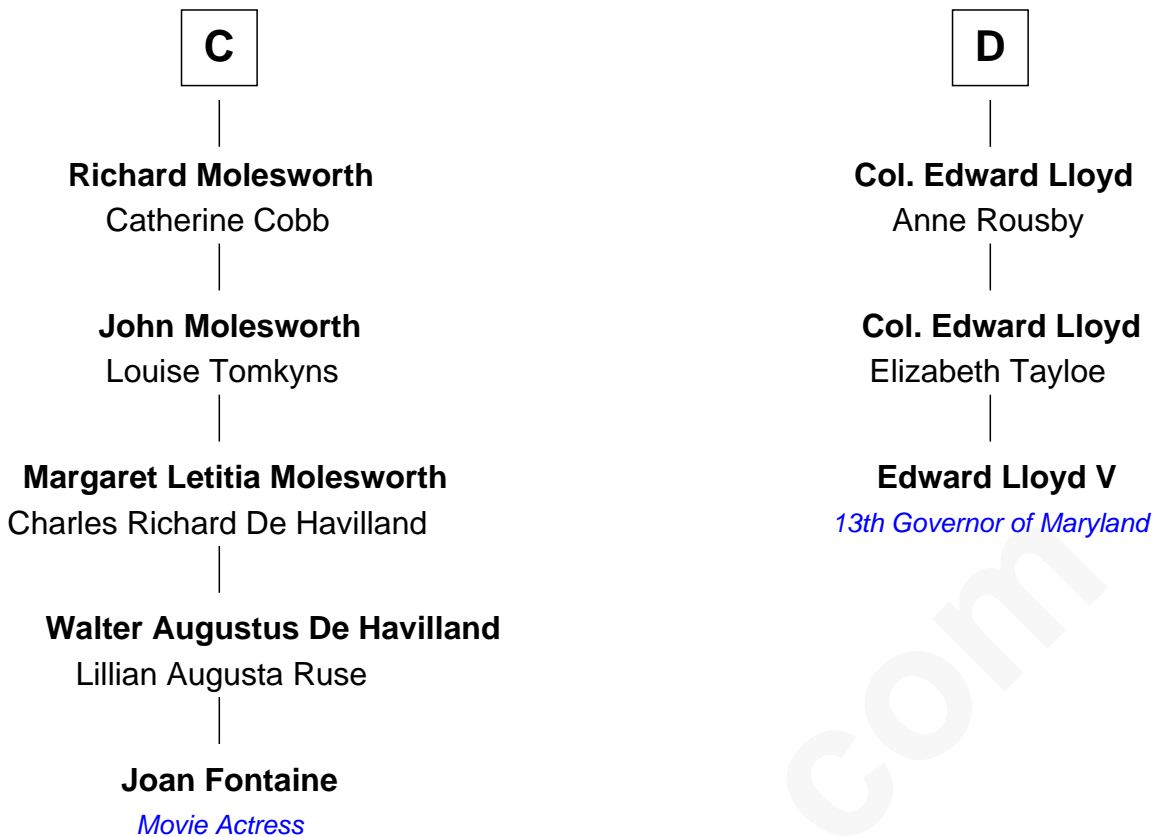 C
Richard Molesworth
Catherine Cobb
John Molesworth
Louise Tomkyns
Margaret Letitia Molesworth
Charles Richard De Havilland
Walter Augustus De Havilland
Lillian Augusta Ruse
Joan Fontaine
Movie Actress
D
Col. Edward Lloyd
Anne Rousby
Col. Edward Lloyd
Elizabeth Tayloe
Edward Lloyd V
13th Governor of Maryland
com